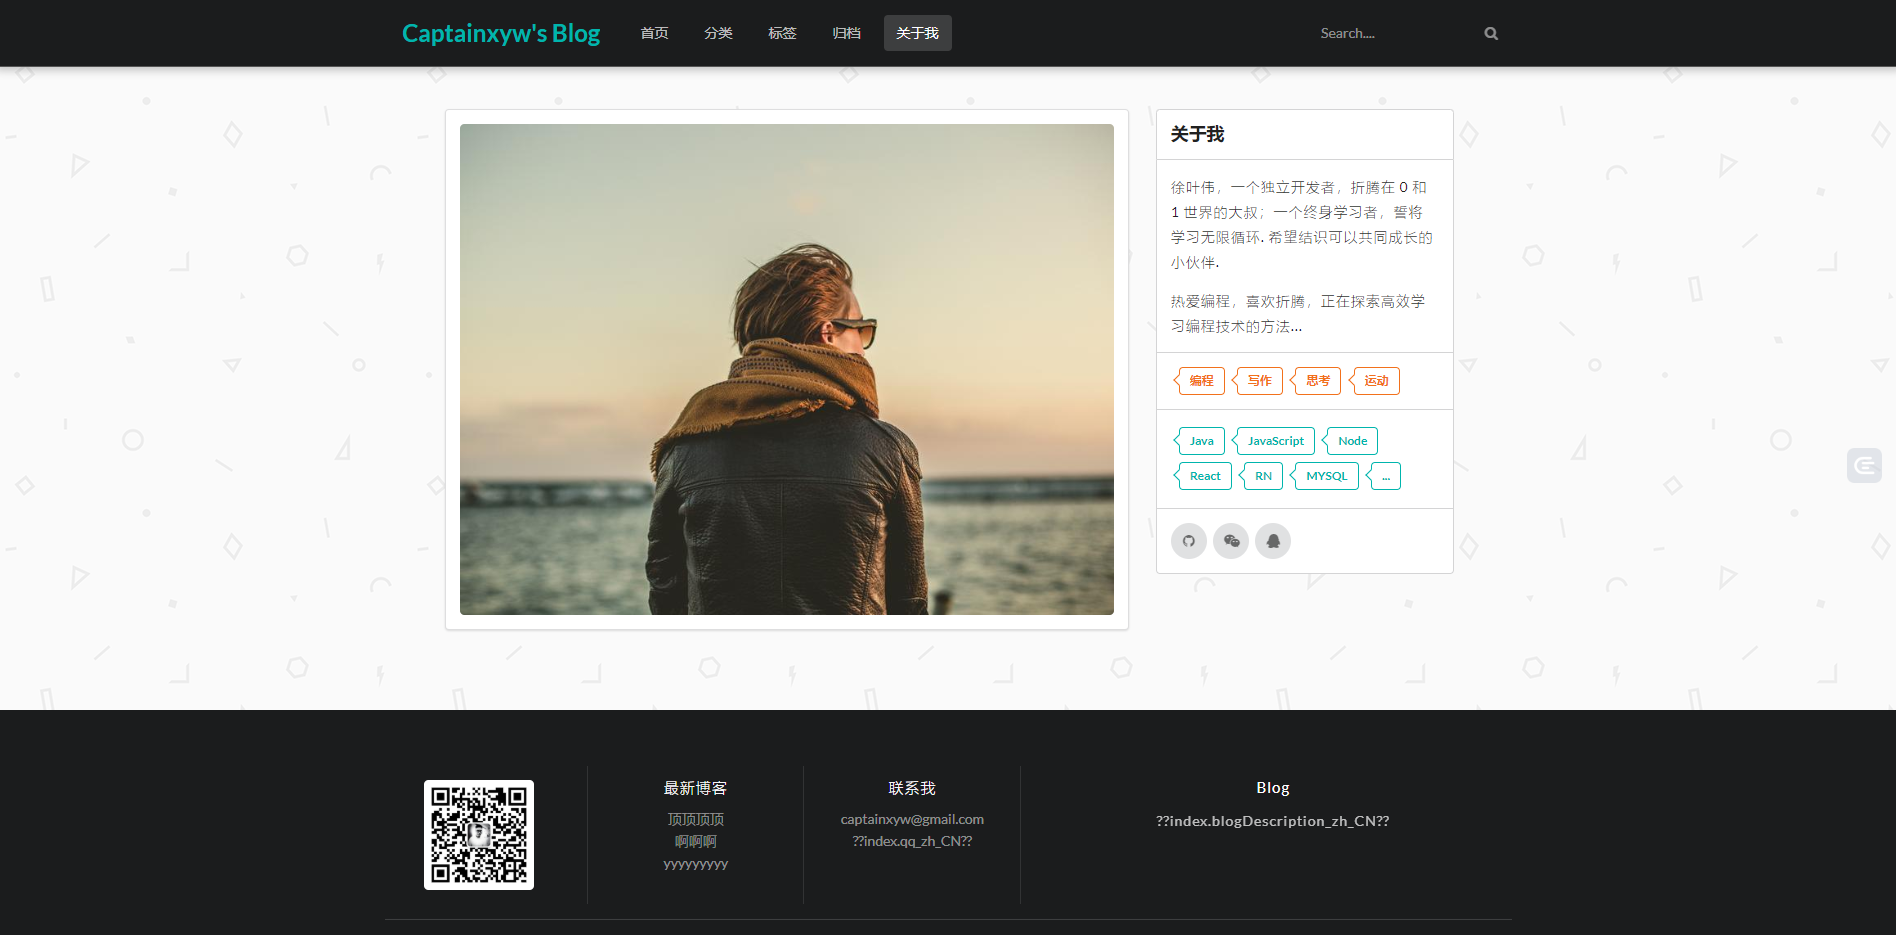 Captainxyw's Blog
首页
分类
标签
归档
关于我
Search....
关于我
徐叶伟，一个独立开发者，折腾在 0 和
1 世界的大叔；一个终身学习者，誓将
学习无限循环. 希望结识可以共同成长的
小伙伴.
热爱编程，喜欢折腾，正在探索高效学
习编程技术的方法...
编程
写作
思考
运动
Java
JavaScript
Node
React
RN
MYSQL
...
最新博客
顶顶顶顶
啊啊啊
yyyyyyyyy
联系我
captainxyw@gmail.com
??index.qq_zh_CN??
Blog
??index.blogDescription_zh_CN??